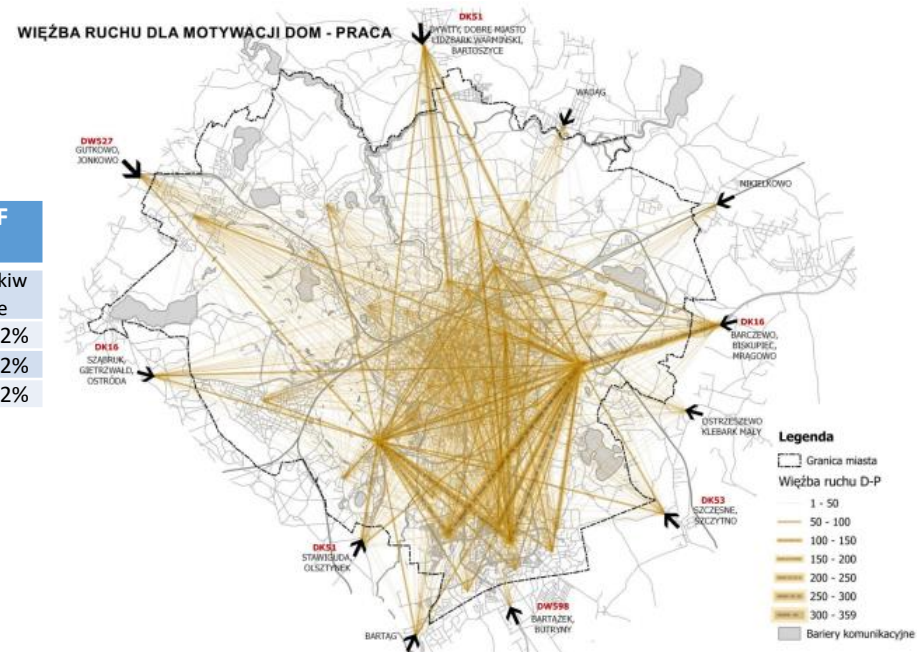 WIĘŹBA RUCHU DLA MOTYWACJI DOM - PRACA
DK51
DYWITY, DOBRE MIASTO
LIDZBARK WARMIŃSKI,
BARTOSZYCE
WADĄG
DW527
GUTKOWO,
JONKOWO
NIKIELKOWO
F
kiw
e
2%
2%
2%
DK16
BARCZEWO,
BISKUPIEC,
MRĄGOWO
DK16
SZĄBRUK,
GIETRZWAŁD,
OSTRÓDA
OSTRZESZEWO
KLEBARK MAŁY
DK53
SZCZĘSNE,
SZCZYTNO
DK51
STAWIGUDA,
OLSZTYNEK
DW598
BARTĄŻEK,
BUTRYNY
BARTĄG
Legenda
Granica miasta
Więźba ruchu D-P
1 - 50
50 - 100
100 - 150
150 - 200
200 - 250
250 - 300
300 - 359
Bariery komunikacyjne